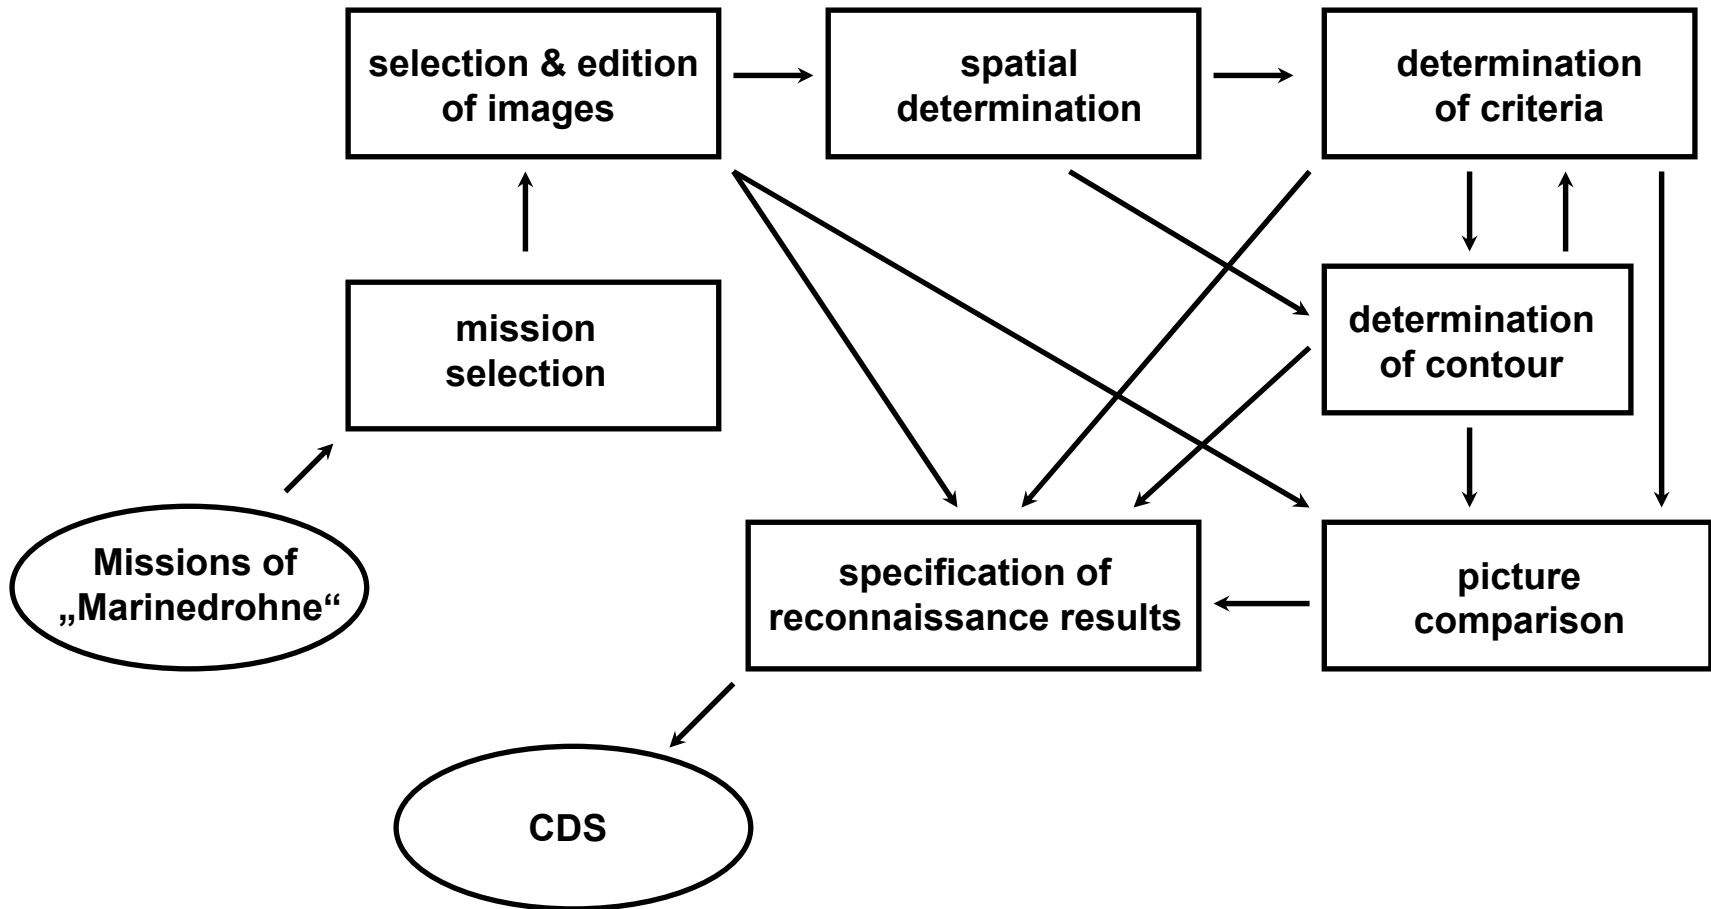 selection & edition
of images
spatial
determination
determination
of criteria
mission
selection
determination
of contour
Missions of
„Marinedrohne“
specification of
reconnaissance results
picture
comparison
CDS